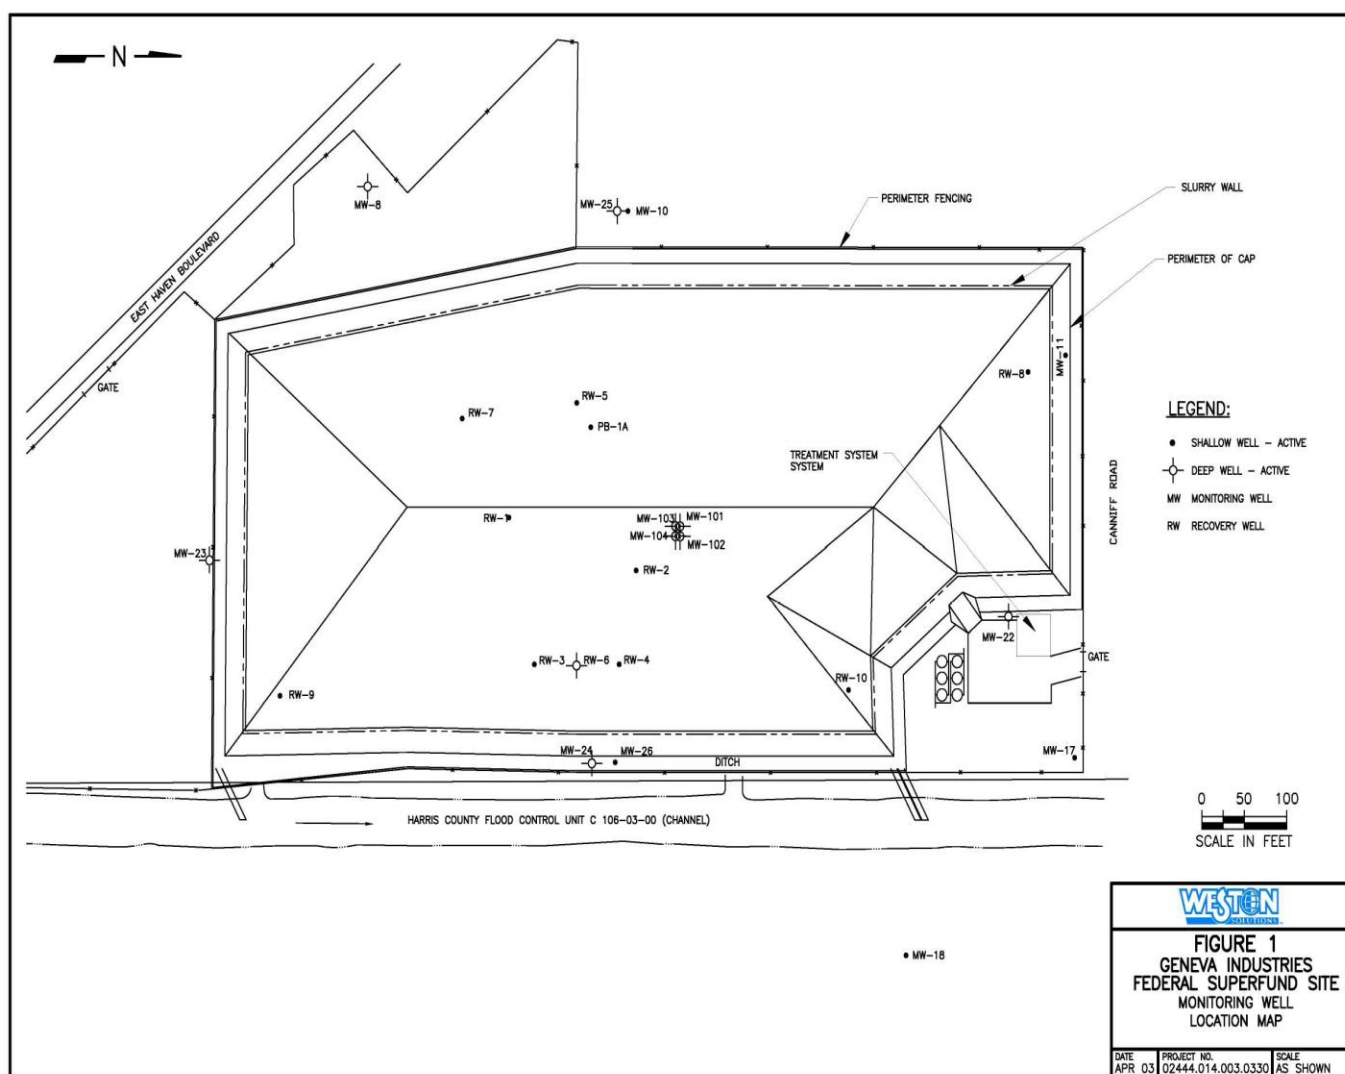 N
MW-8
MW-25
MW-10
PERIMETER FENCING
SLURRY WALL
PERIMETER OF CAP
EAST HAVEN BOULEVARD
GATE
RW-7
RW-5
PB-1A
RW-8
MW-11
TREATMENT SYSTEM
SYSTEM
CANNIFF ROAD
LEGEND:
SHALLOW WELL - ACTIVE
DEEP WELL - ACTIVE
MW MONITORING WELL
RW RECOVERY WELL
RW-1
MW-103
MW-101
MW-104
MW-102
MW-23
RW-2
MW-22
GATE
RW-3
RW-6
RW-4
RW-9
RW-10
MW-24
MW-26
DITCH
MW-17
HARRIS COUNTY FLOOD CONTROL UNIT C 106-03-00 (CHANNEL)
0 50 100
SCALE IN FEET
MW-18
WESTON
SOLUTIONS
FIGURE 1
GENEVA INDUSTRIES
FEDERAL SUPERFUND SITE
MONITORING WELL
LOCATION MAP
DATE
APR 03
PROJECT NO.
02444.014.003.0330
SCALE
AS SHOWN